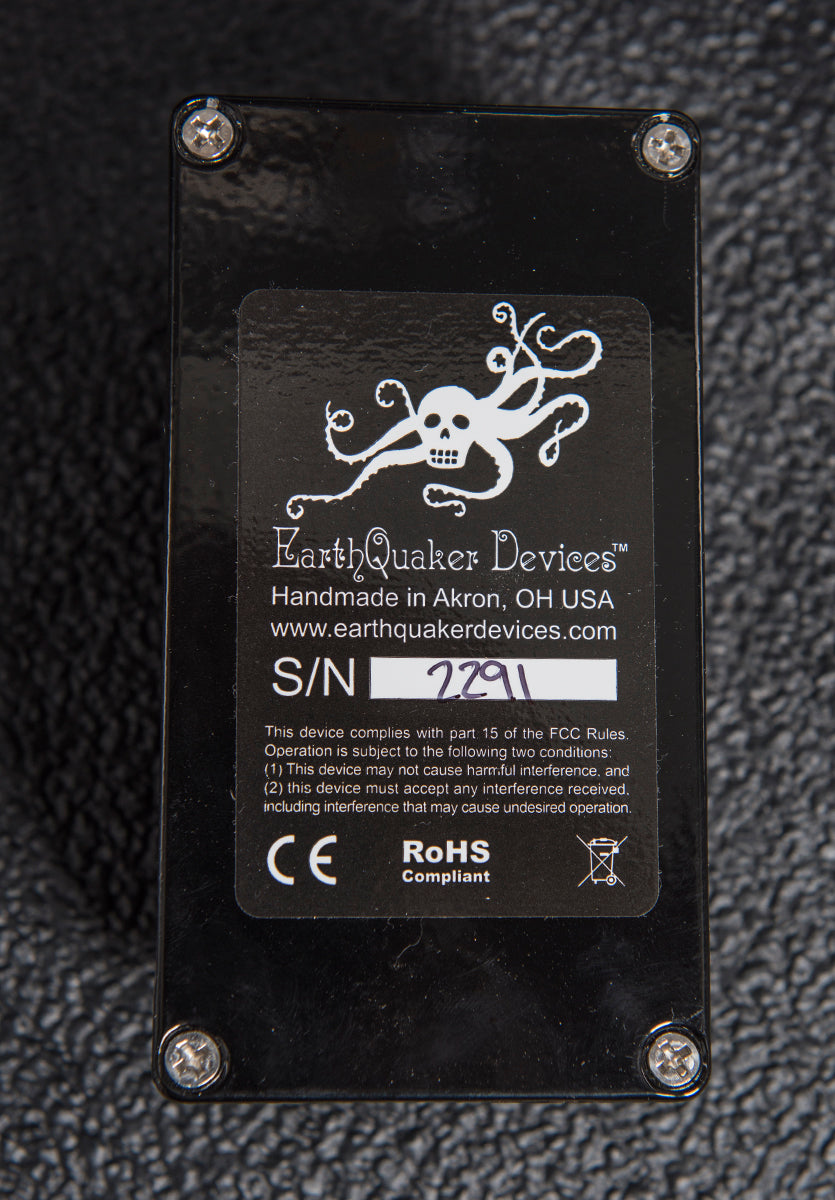 EarthQuaker Devices™
Handmade in Akron, OH USA
www.earthquakerdevices.com
S/N 2291
This device complies with part 15 of the FCC Rules.
Operation is subject to the following two conditions:
(1) This device may not cause harmful interference, and
(2) this device must accept any interference received,
including interference that may cause undesired operation.
CE RoHS
Compliant